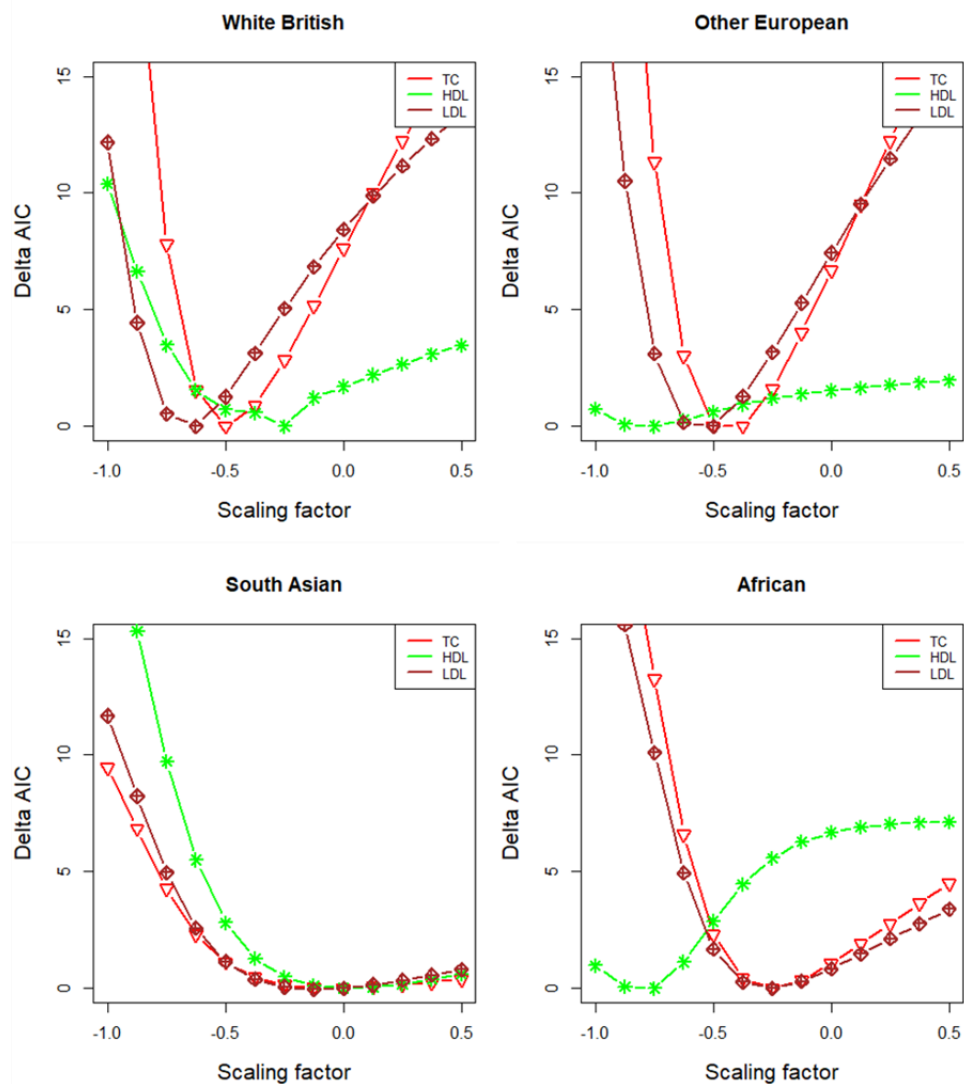 White British
15
10
5
0
Delta AIC
TC
HDL
LDL
-1.0 -0.5 0.0 0.5
Scaling factor
Other European
15
10
5
0
Delta AIC
TC
HDL
LDL
-1.0 -0.5 0.0 0.5
Scaling factor
South Asian
15
10
5
0
Delta AIC
TC
HDL
LDL
-1.0 -0.5 0.0 0.5
Scaling factor
African
15
10
5
0
Delta AIC
TC
HDL
LDL
-1.0 -0.5 0.0 0.5
Scaling factor